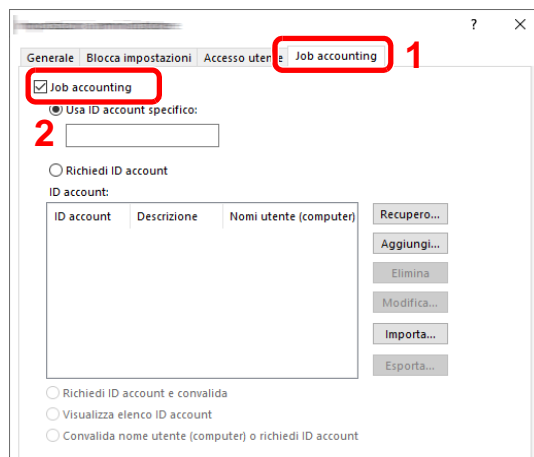 ? ×
Generale Blocca impostazioni Accesso utente Job accounting 1
Job accounting
Usa ID account specifico:
2
Richiedi ID account
ID account:
ID account Descrizione Nomi utente (computer) Recupero...
Aggiungi...
Elimina
Modifica...
Importa...
Esporta...
Richiedi ID account e convalida
Visualizza elenco ID account
Convalida nome utente (computer) o richiedi ID account